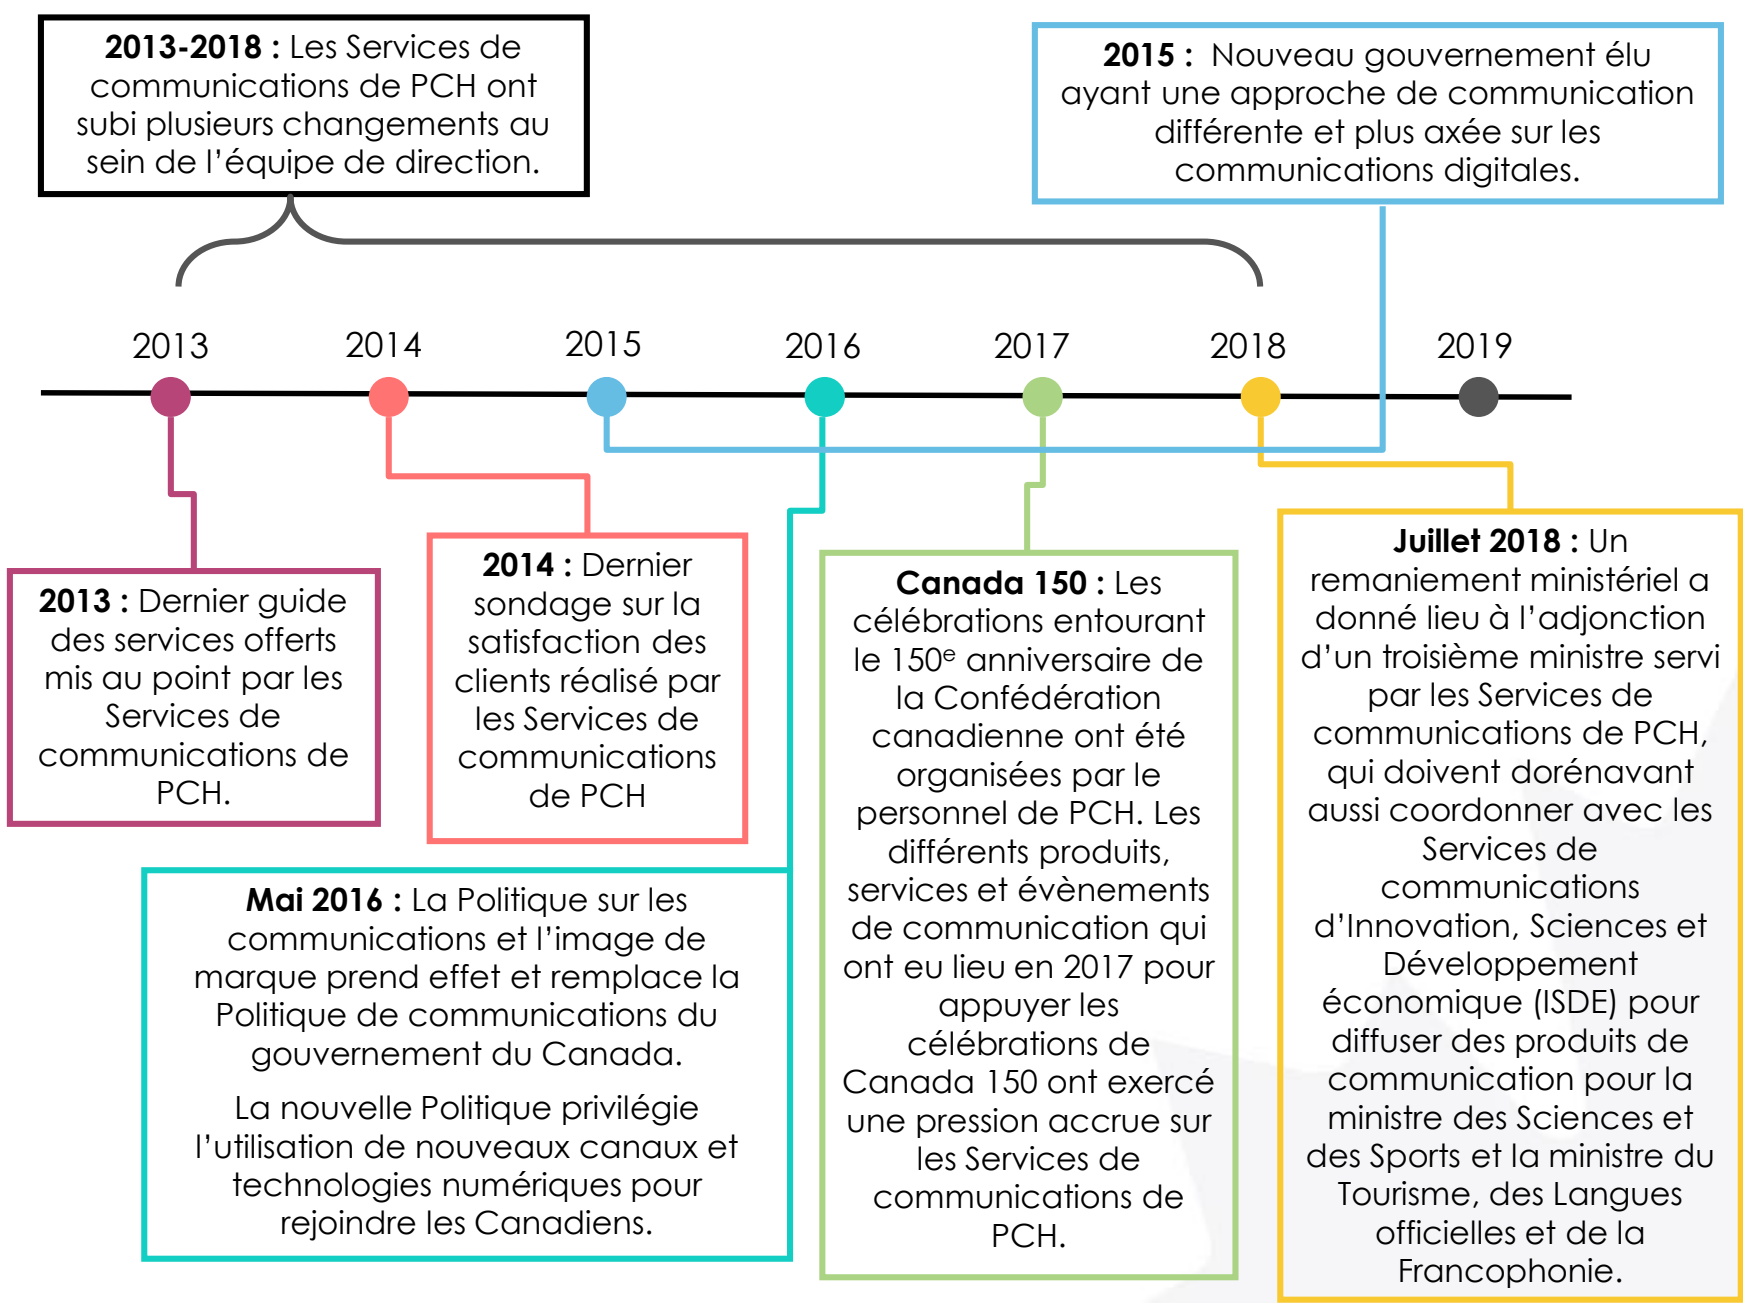 2013-2018 : Les Services de
communications de PCH ont
subi plusieurs changements au
sein de l'équipe de direction.
2015 : Nouveau gouvernement élu
ayant une approche de communication
différente et plus axée sur les
communications digitales.
2013
2014
2015
2016
2017
2018
2019
2013 : Dernier guide
des services offerts
mis au point par les
Services de
communications de
PCH.
2014 : Dernier
sondage sur la
satisfaction des
clients réalisé par
les Services de
communications
de PCH
Mai 2016 : La Politique sur les
communications et l'image de
marque prend effet et remplace la
Politique de communications du
gouvernement du Canada.
La nouvelle Politique privilégie
l'utilisation de nouveaux canaux et
technologies numériques pour
rejoindre les Canadiens.
Canada 150 : Les
célébrations entourant
le 150e anniversaire de
la Confédération
canadienne ont été
organisées par le
personnel de PCH. Les
différents produits,
services et évènements
de communication qui
ont eu lieu en 2017 pour
appuyer les
célébrations de
Canada 150 ont exercé
une pression accrue sur
les Services de
communications de
PCH.
Juillet 2018 : Un
remaniement ministériel a
donné lieu à l'adjonction
d'un troisième ministre servi
par les Services de
communications de PCH,
qui doivent dorénavant
aussi coordonner avec les
Services de
communications
d'Innovation, Sciences et
Développement
économique (ISDE) pour
diffuser des produits de
communication pour la
ministre des Sciences et
des Sports et la ministre du
Tourisme, des Langues
officielles et de la
Francophonie.